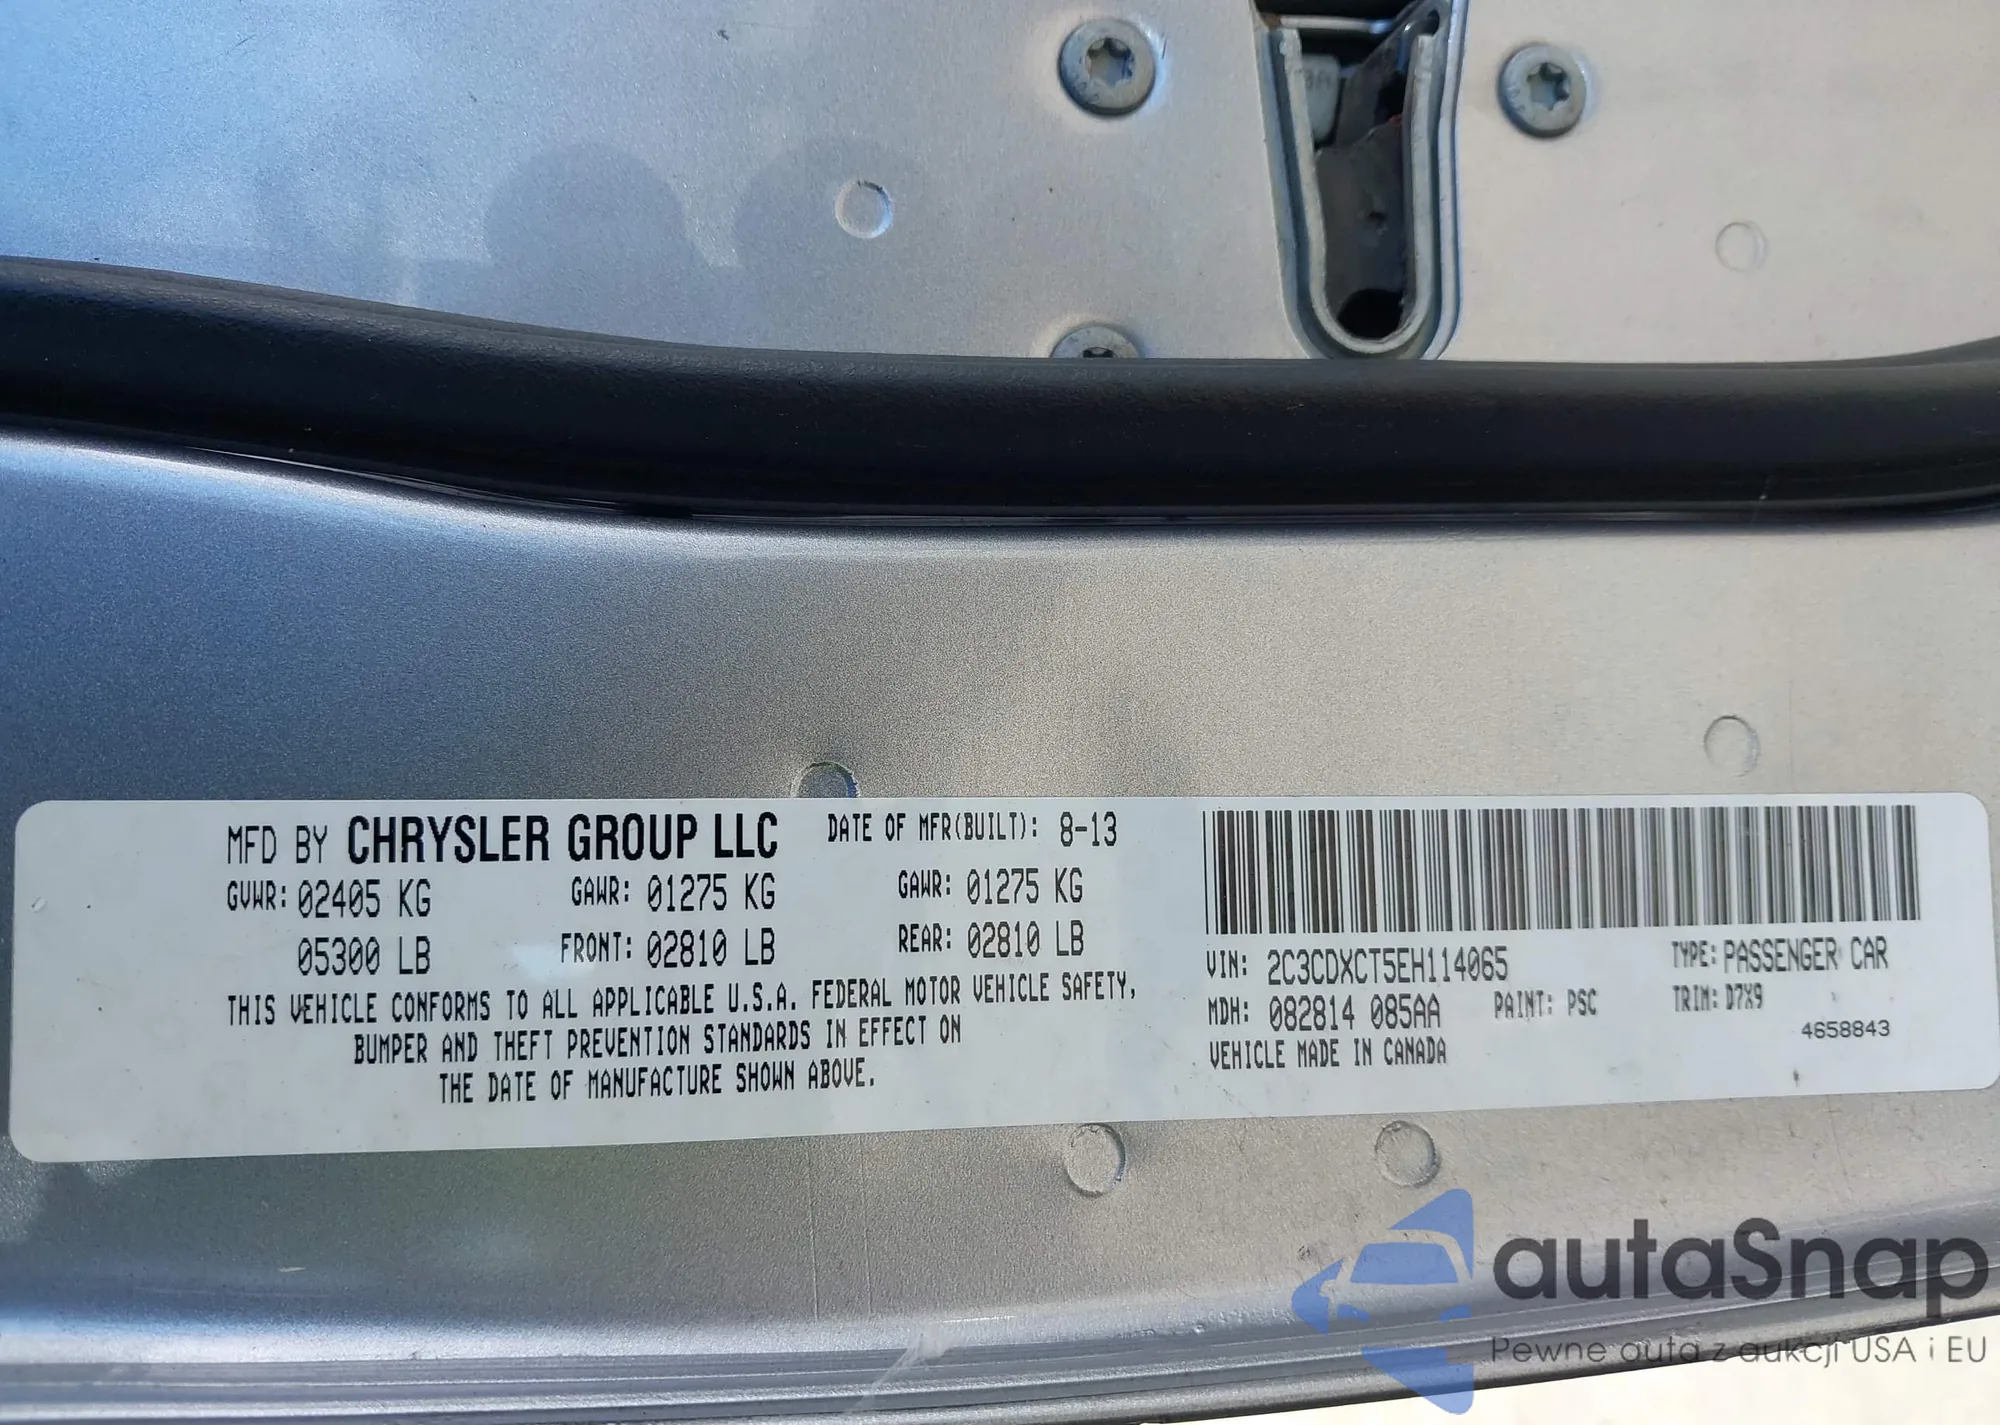 MFD BY CHRYSLER GROUP LLC DATE OF MFR(BUILT): 8-13
GVWR: 02405 KG GAWR: 01275 KG GAWR: 01275 KG
05300 LB FRONT: 02810 LB REAR: 02810 LB
THIS VEHICLE CONFORMS TO ALL APPLICABLE U.S.A. FEDERAL MOTOR VEHICLE SAFETY,
BUMPER AND THEFT PREVENTION STANDARDS IN EFFECT ON
THE DATE OF MANUFACTURE SHOWN ABOVE.
VIN: 2C3CDXCT5EH114065 TYPE: PASSENGER CAR
MDH: 082814 085AA PAINT: PSC TRIM: D7X9
VEHICLE MADE IN CANADA 4658843
autaSnap
Pewne auta z aukcji USA i EU